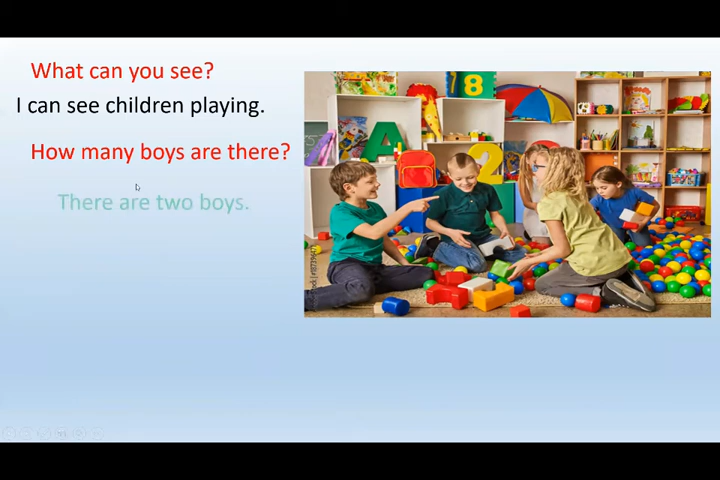 What can you see?
I can see children playing.
How many boys are there?
There are two boys.
8
A
2